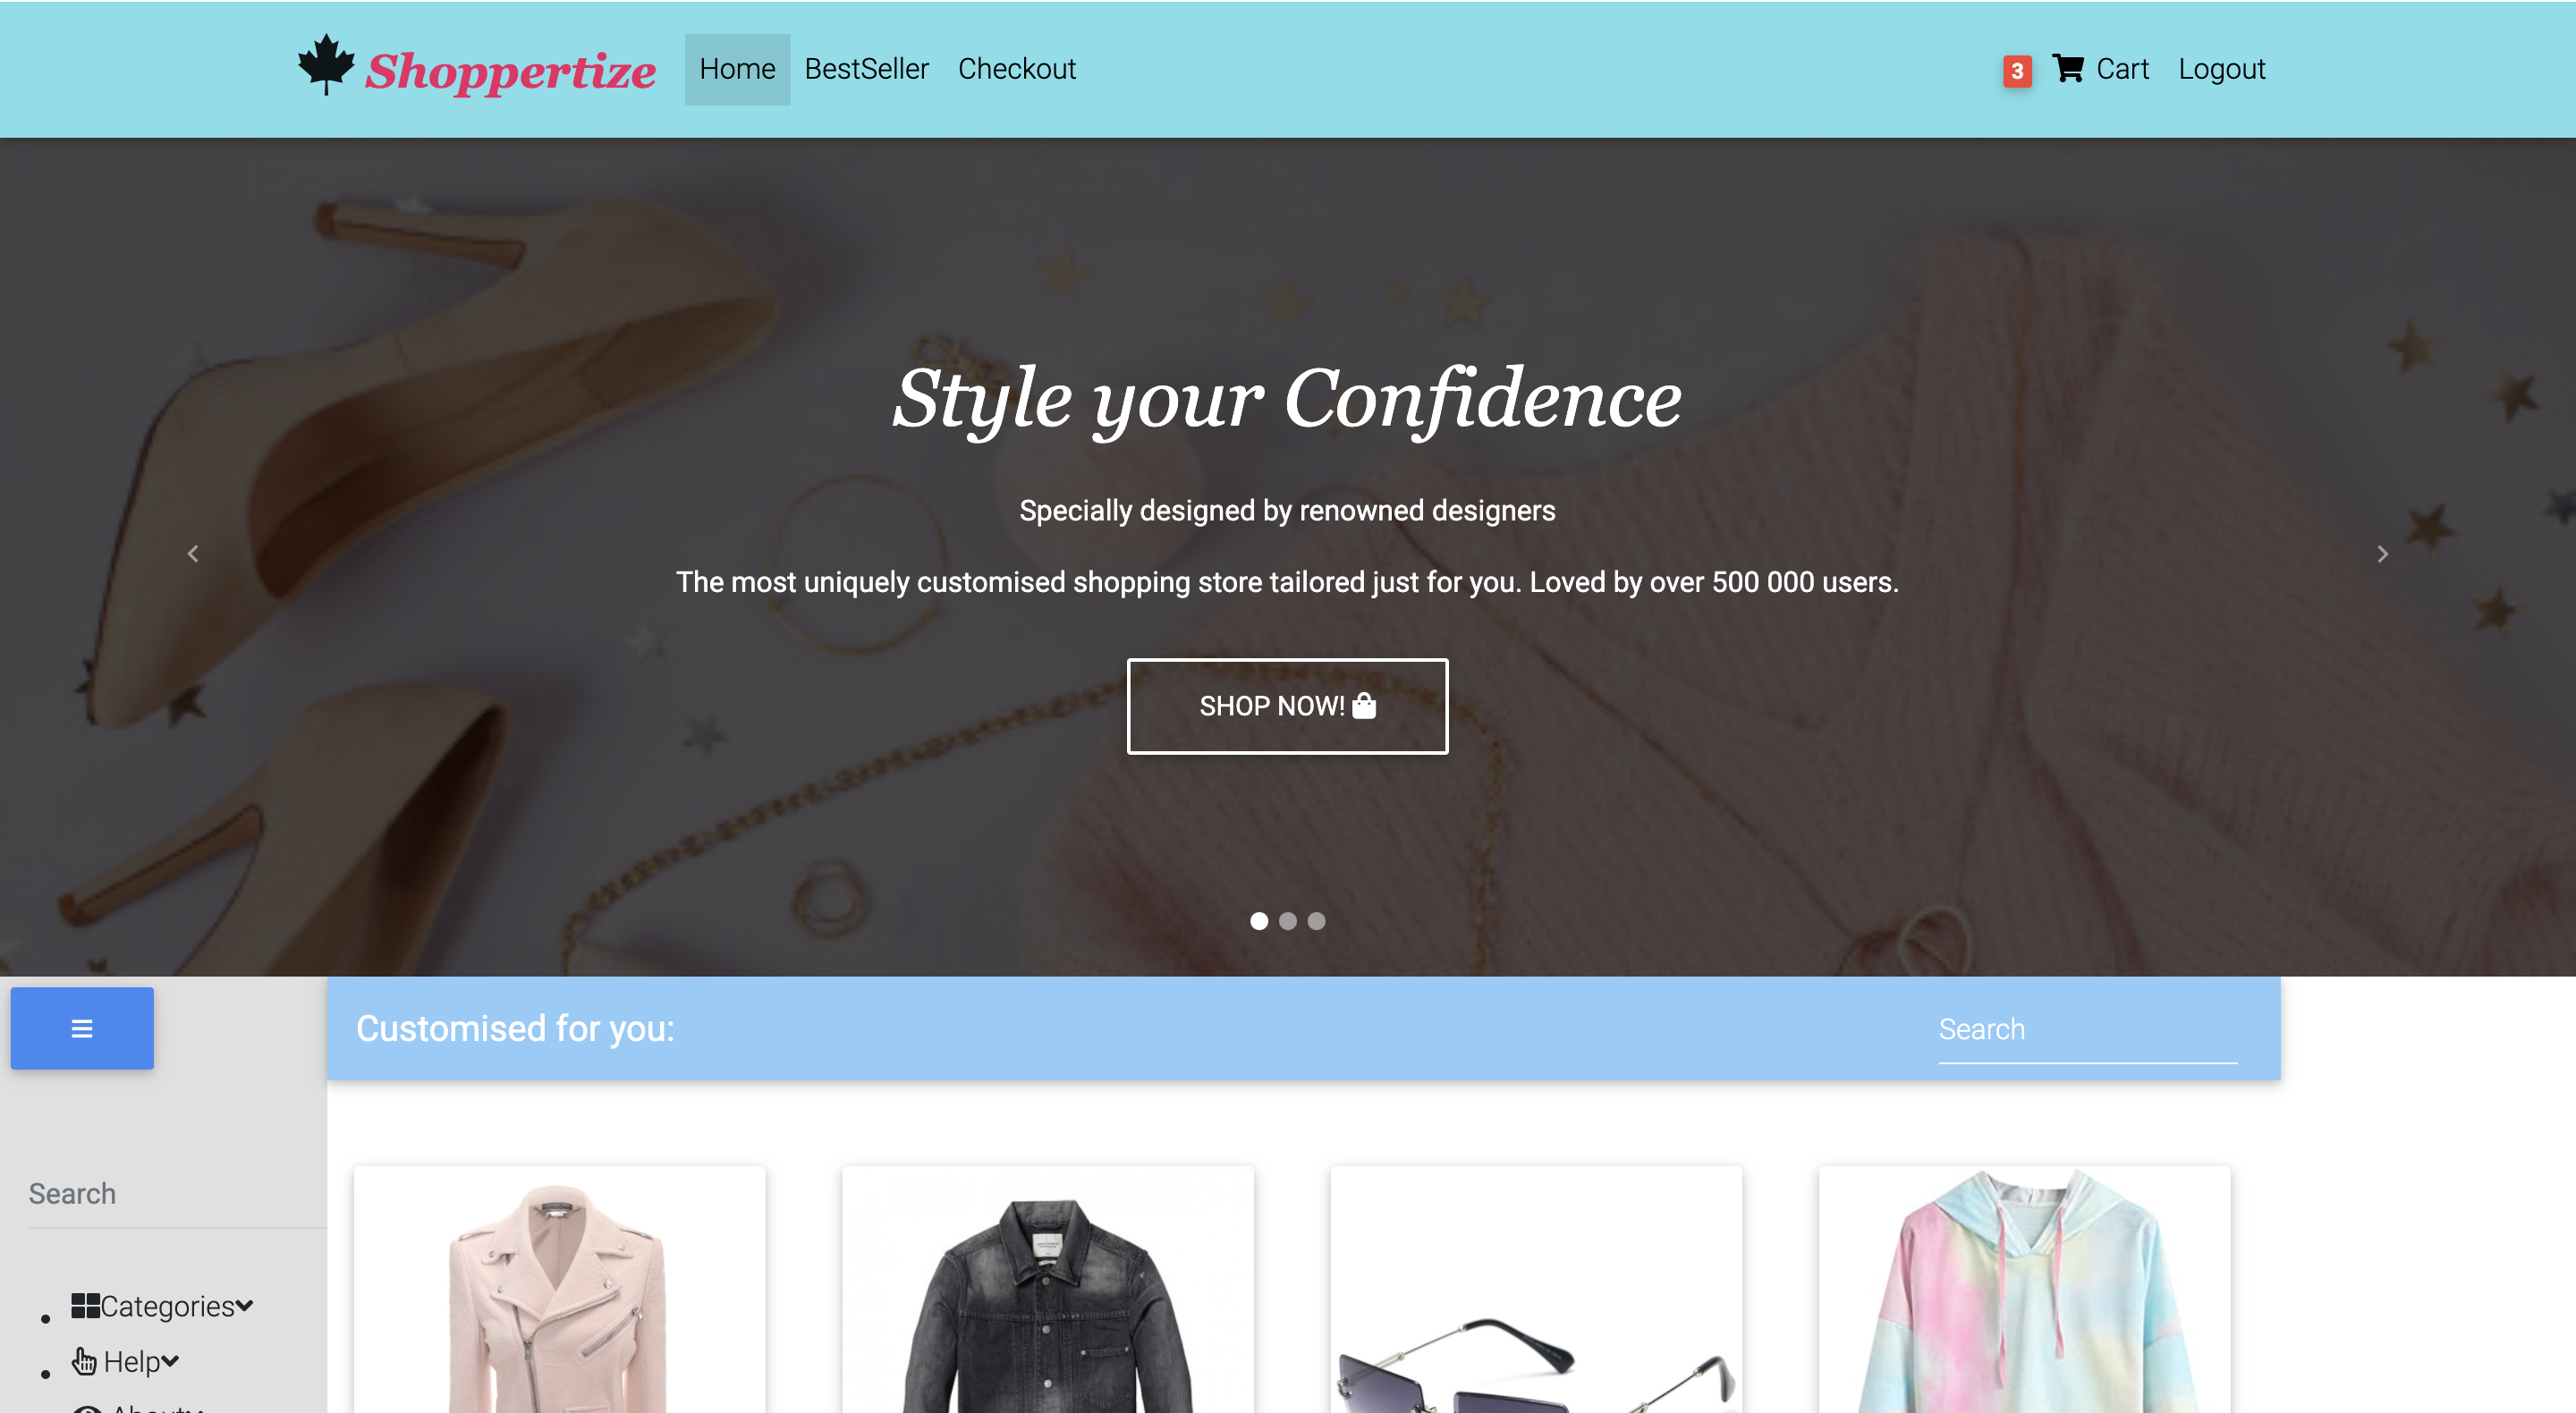 Shoppertize Home BestSeller Checkout 3 Cart Logout
Style your Confidence
Specially designed by renowned designers
The most uniquely customised shopping store tailored just for you. Loved by over 500 000 users.
SHOP NOW!
Customised for you: Search
Search
Categories
Help
About